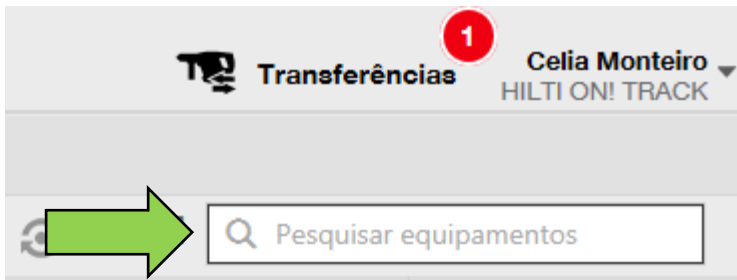 1
Transferências
Celia Monteiro
HILTI ON! TRACK
Pesquisar equipamentos